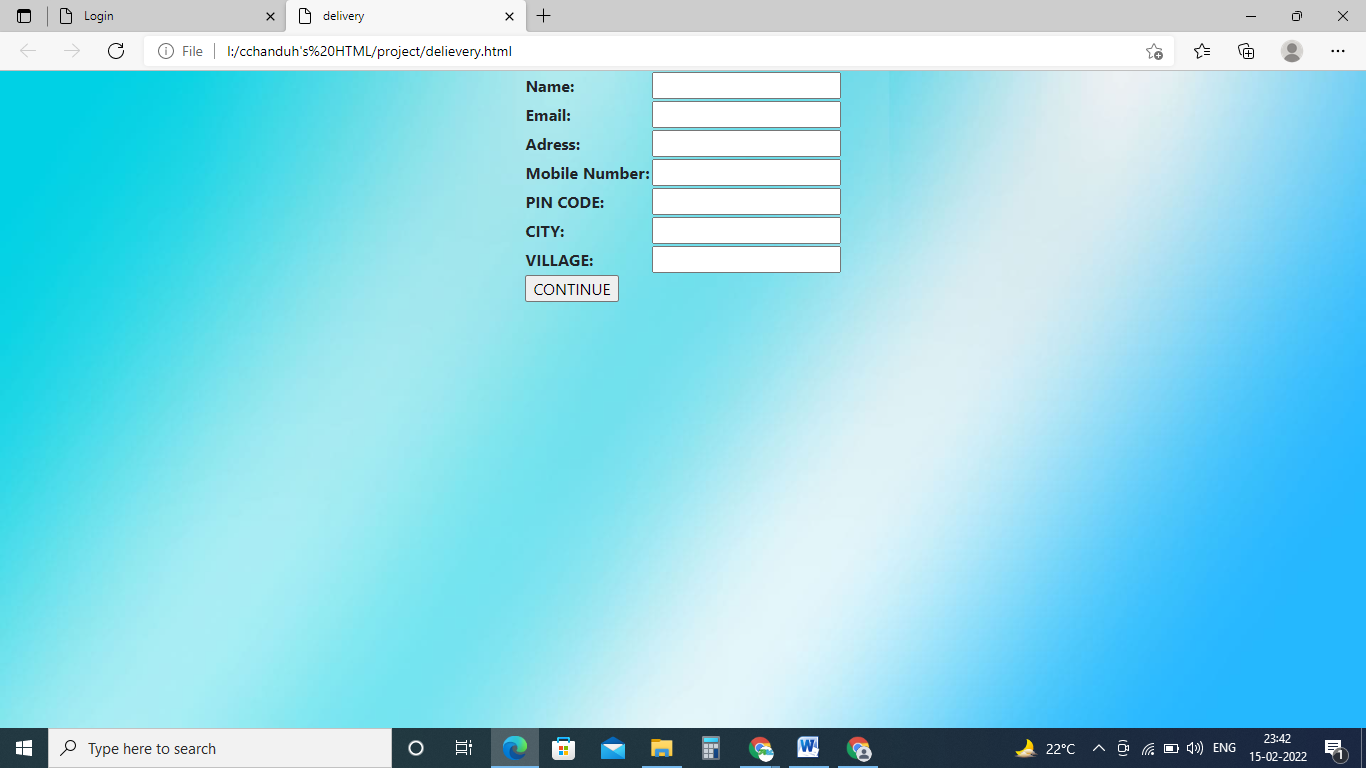 Login
delivery
File
I:/cchanduh's%20HTML/project/delievery.html
Name:
Email:
Adress:
Mobile Number:
PIN CODE:
CITY:
VILLAGE:
CONTINUE
Type here to search
22°C
ENG
23:42
15-02-2022
1